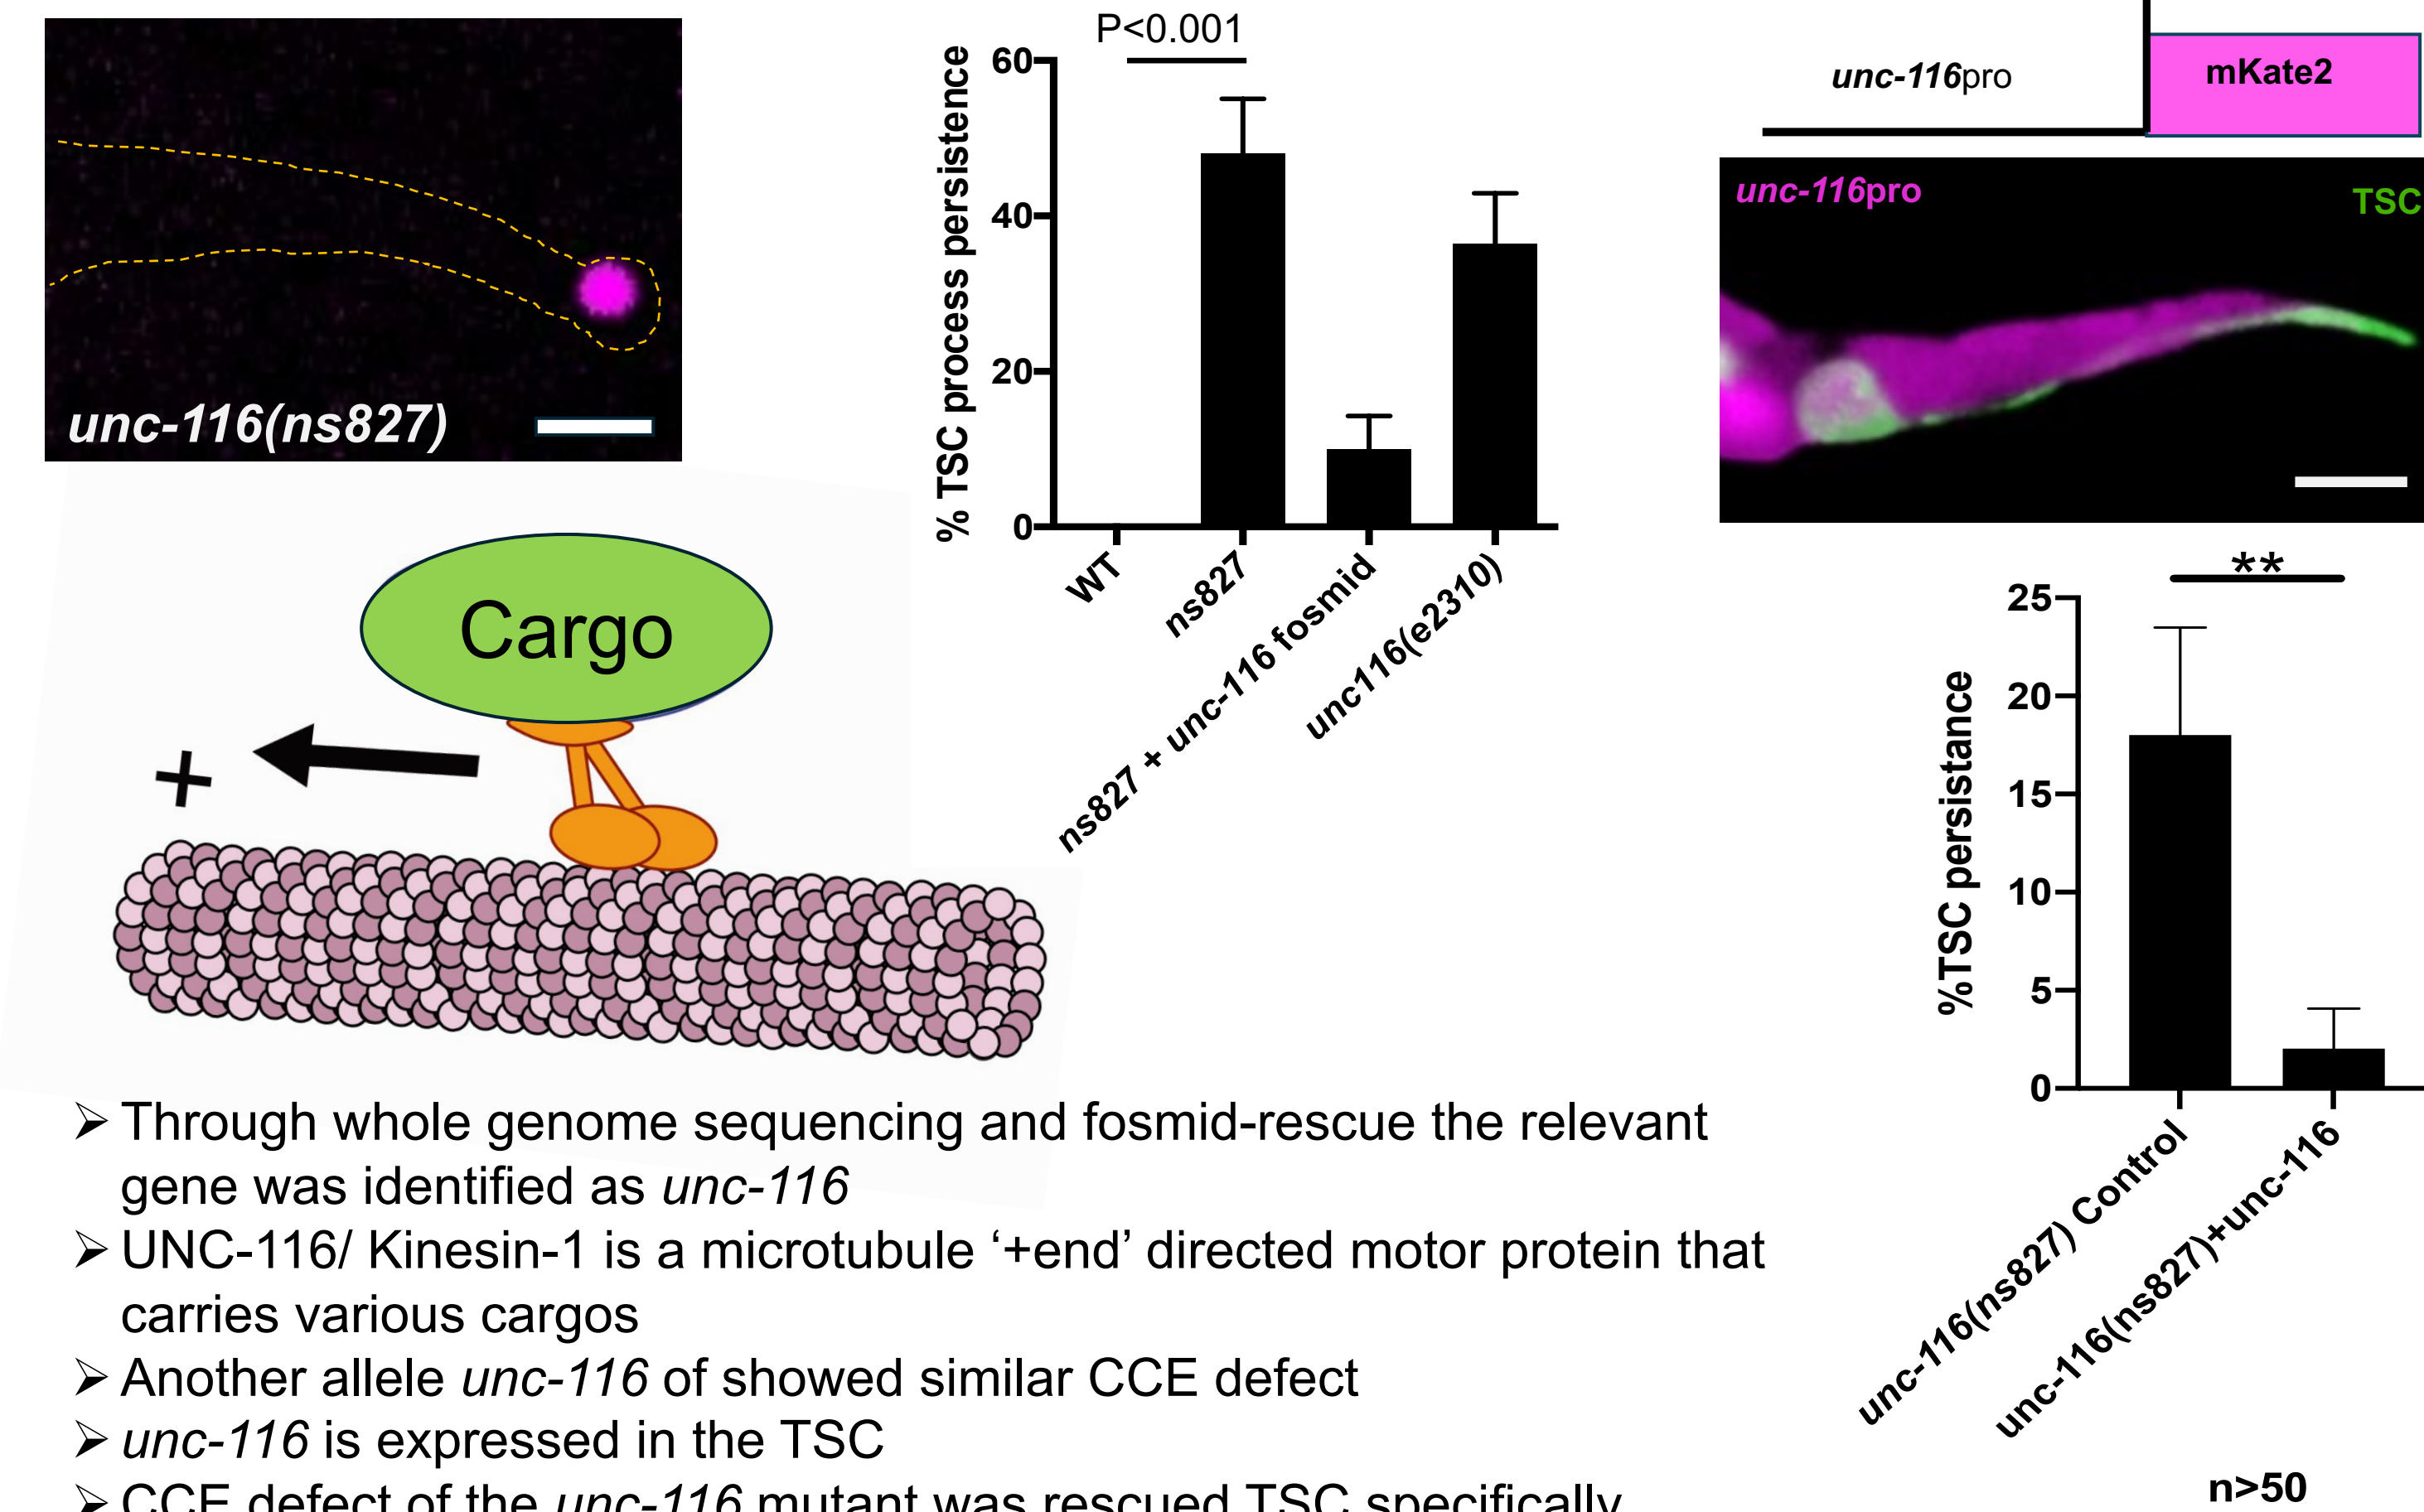 unc-116(ns827)
P<0.001
% TSC process persistence
60
40
20
0
WT
ns827
ns827 + unc-116 fosmid
unc116(e2310)
unc-116pro
mKate2
unc-116pro
TSC
Cargo
+
**
%TSC persistance
25
20
15
10
5
0
unc-116(ns827) Control
unc-116(ns827)+unc-116
n>50
➢ Through whole genome sequencing and fosmid-rescue the relevant
gene was identified as unc-116
➢ UNC-116/ Kinesin-1 is a microtubule ‘+end’ directed motor protein that
carries various cargos
➢ Another allele unc-116 of showed similar CCE defect
➢ unc-116 is expressed in the TSC
➢ CCE defect of the unc-116 mutant was rescued TSC specifically